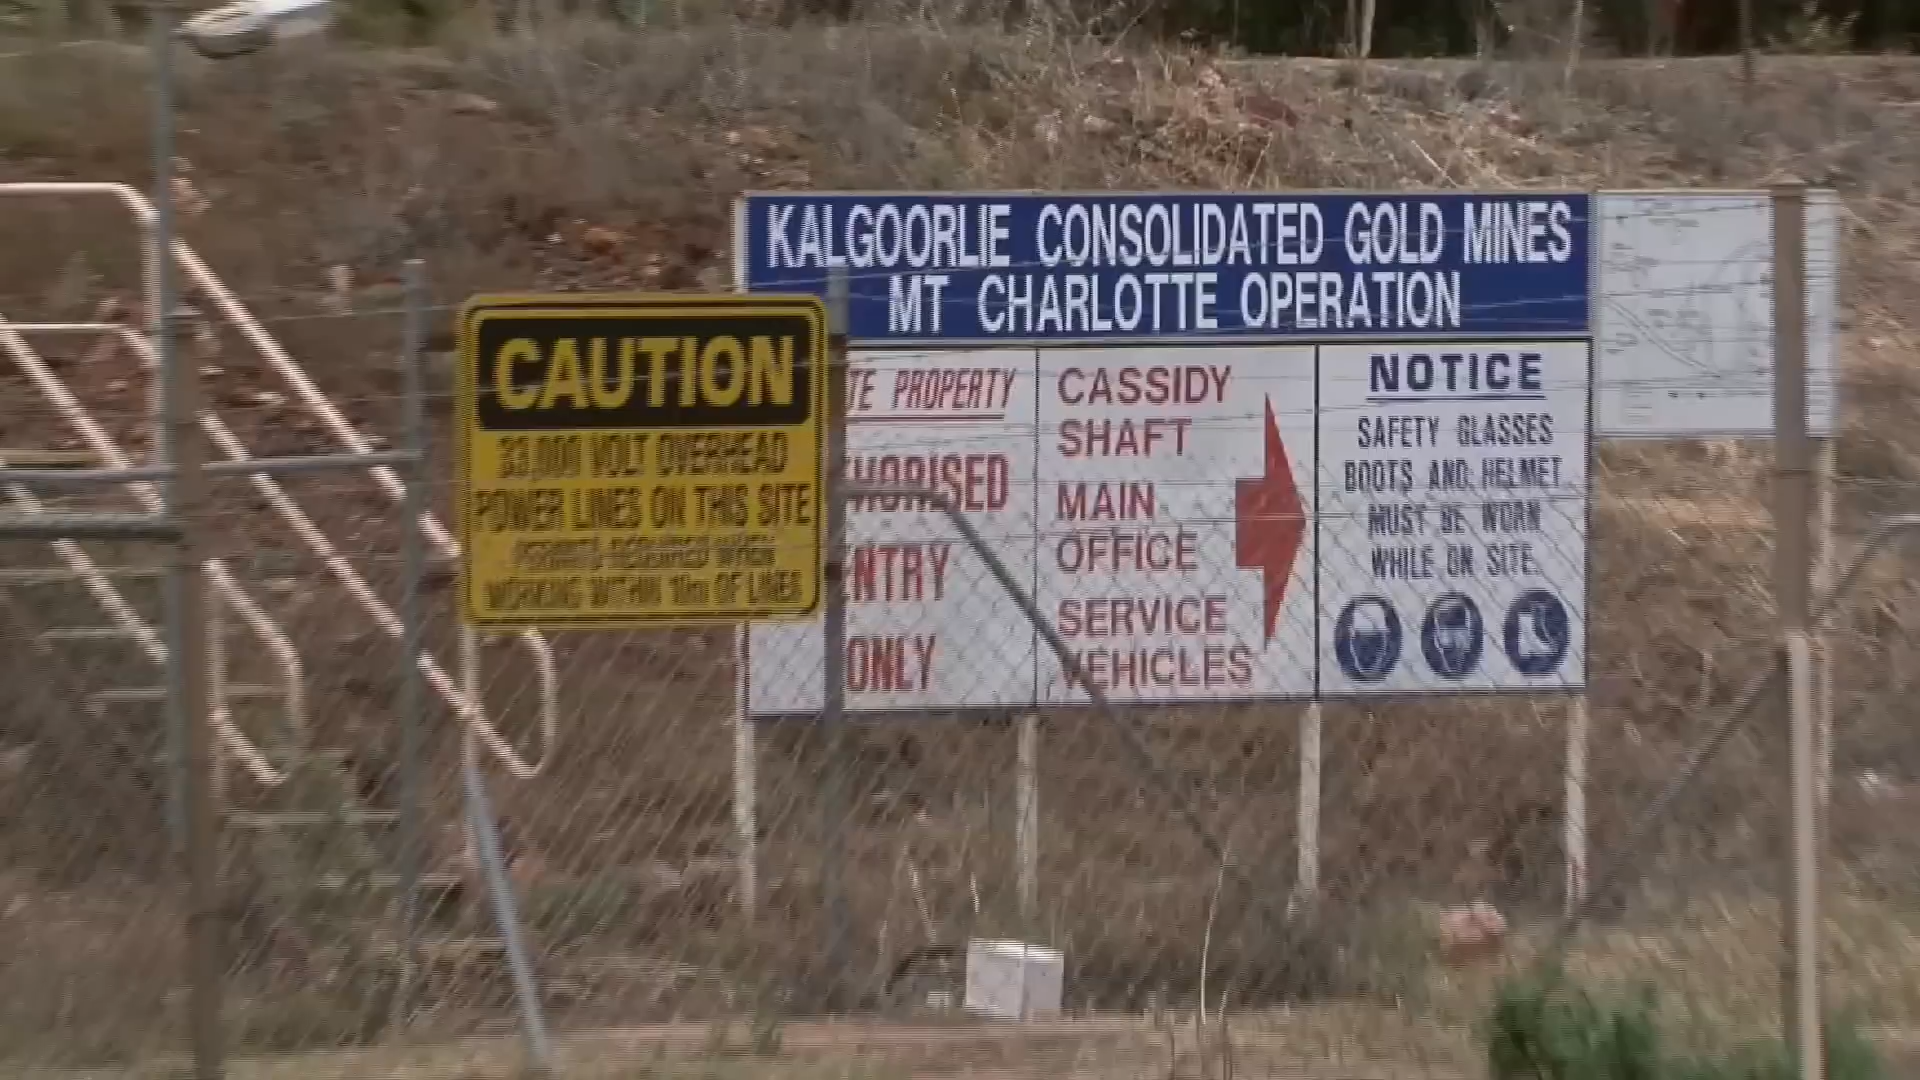 KALGOORLIE CONSOLIDATED GOLD MINES
MT CHARLOTTE OPERATION
CAUTION
33,000 VOLT OVERHEAD
POWER LINES ON THIS SITE
PERMITS REQUIRED WHEN
WORKING WITHIN 10m OF LINES
TE PROPERTY
HORISED
NTRY
ONLY
CASSIDY
SHAFT
MAIN
OFFICE
SERVICE
VEHICLES
NOTICE
SAFETY GLASSES
BOOTS AND HELMET
MUST BE WORN
WHILE ON SITE.